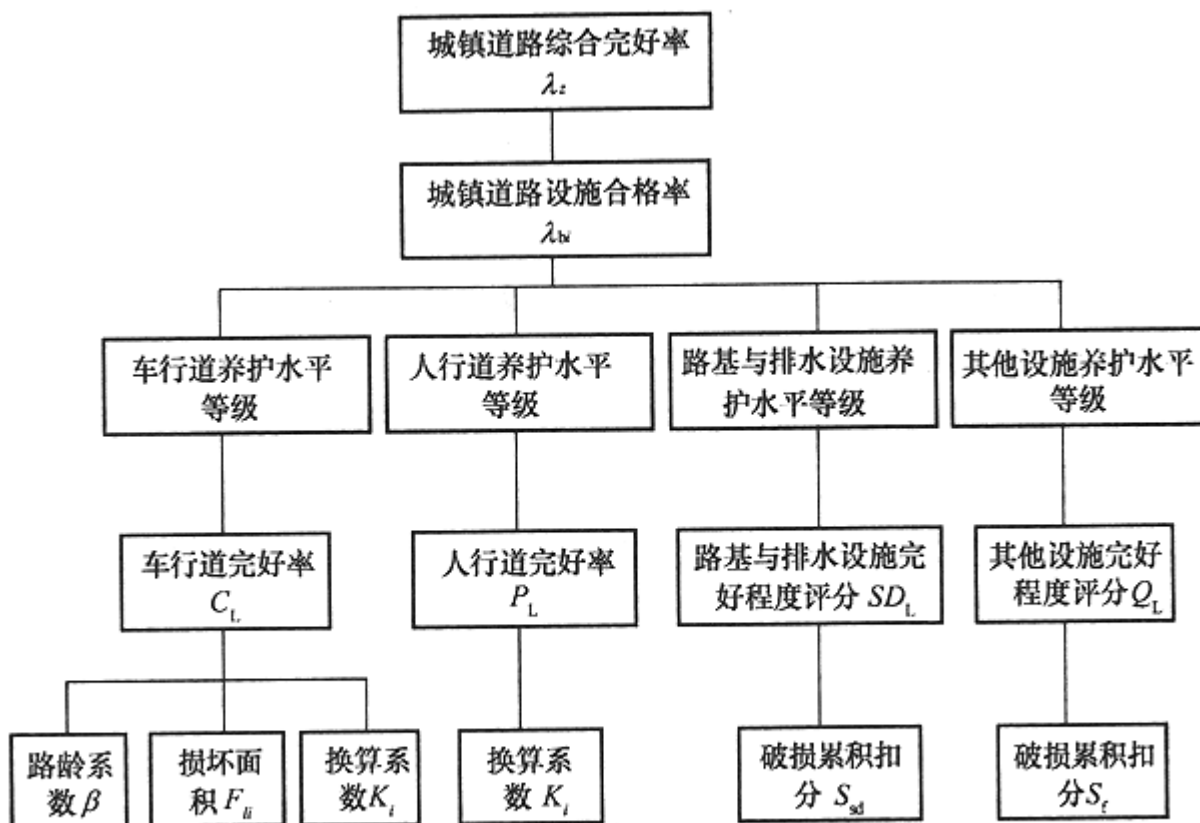 城镇道路综合完好率
λz
城镇道路设施合格率
λbi
车行道养护水平
等级
人行道养护水平
等级
路基与排水设施养
护水平等级
其他设施养护水平
等级
车行道完好率
CL
人行道完好率
PL
路基与排水设施完
好程度评分 SDL
其他设施完好
程度评分QL
路龄系
数 β
损坏面
积 Fli
换算系
数Ki
换算系
数 Ki
破损累积扣
分 Ssd
破损累积扣
分Sf